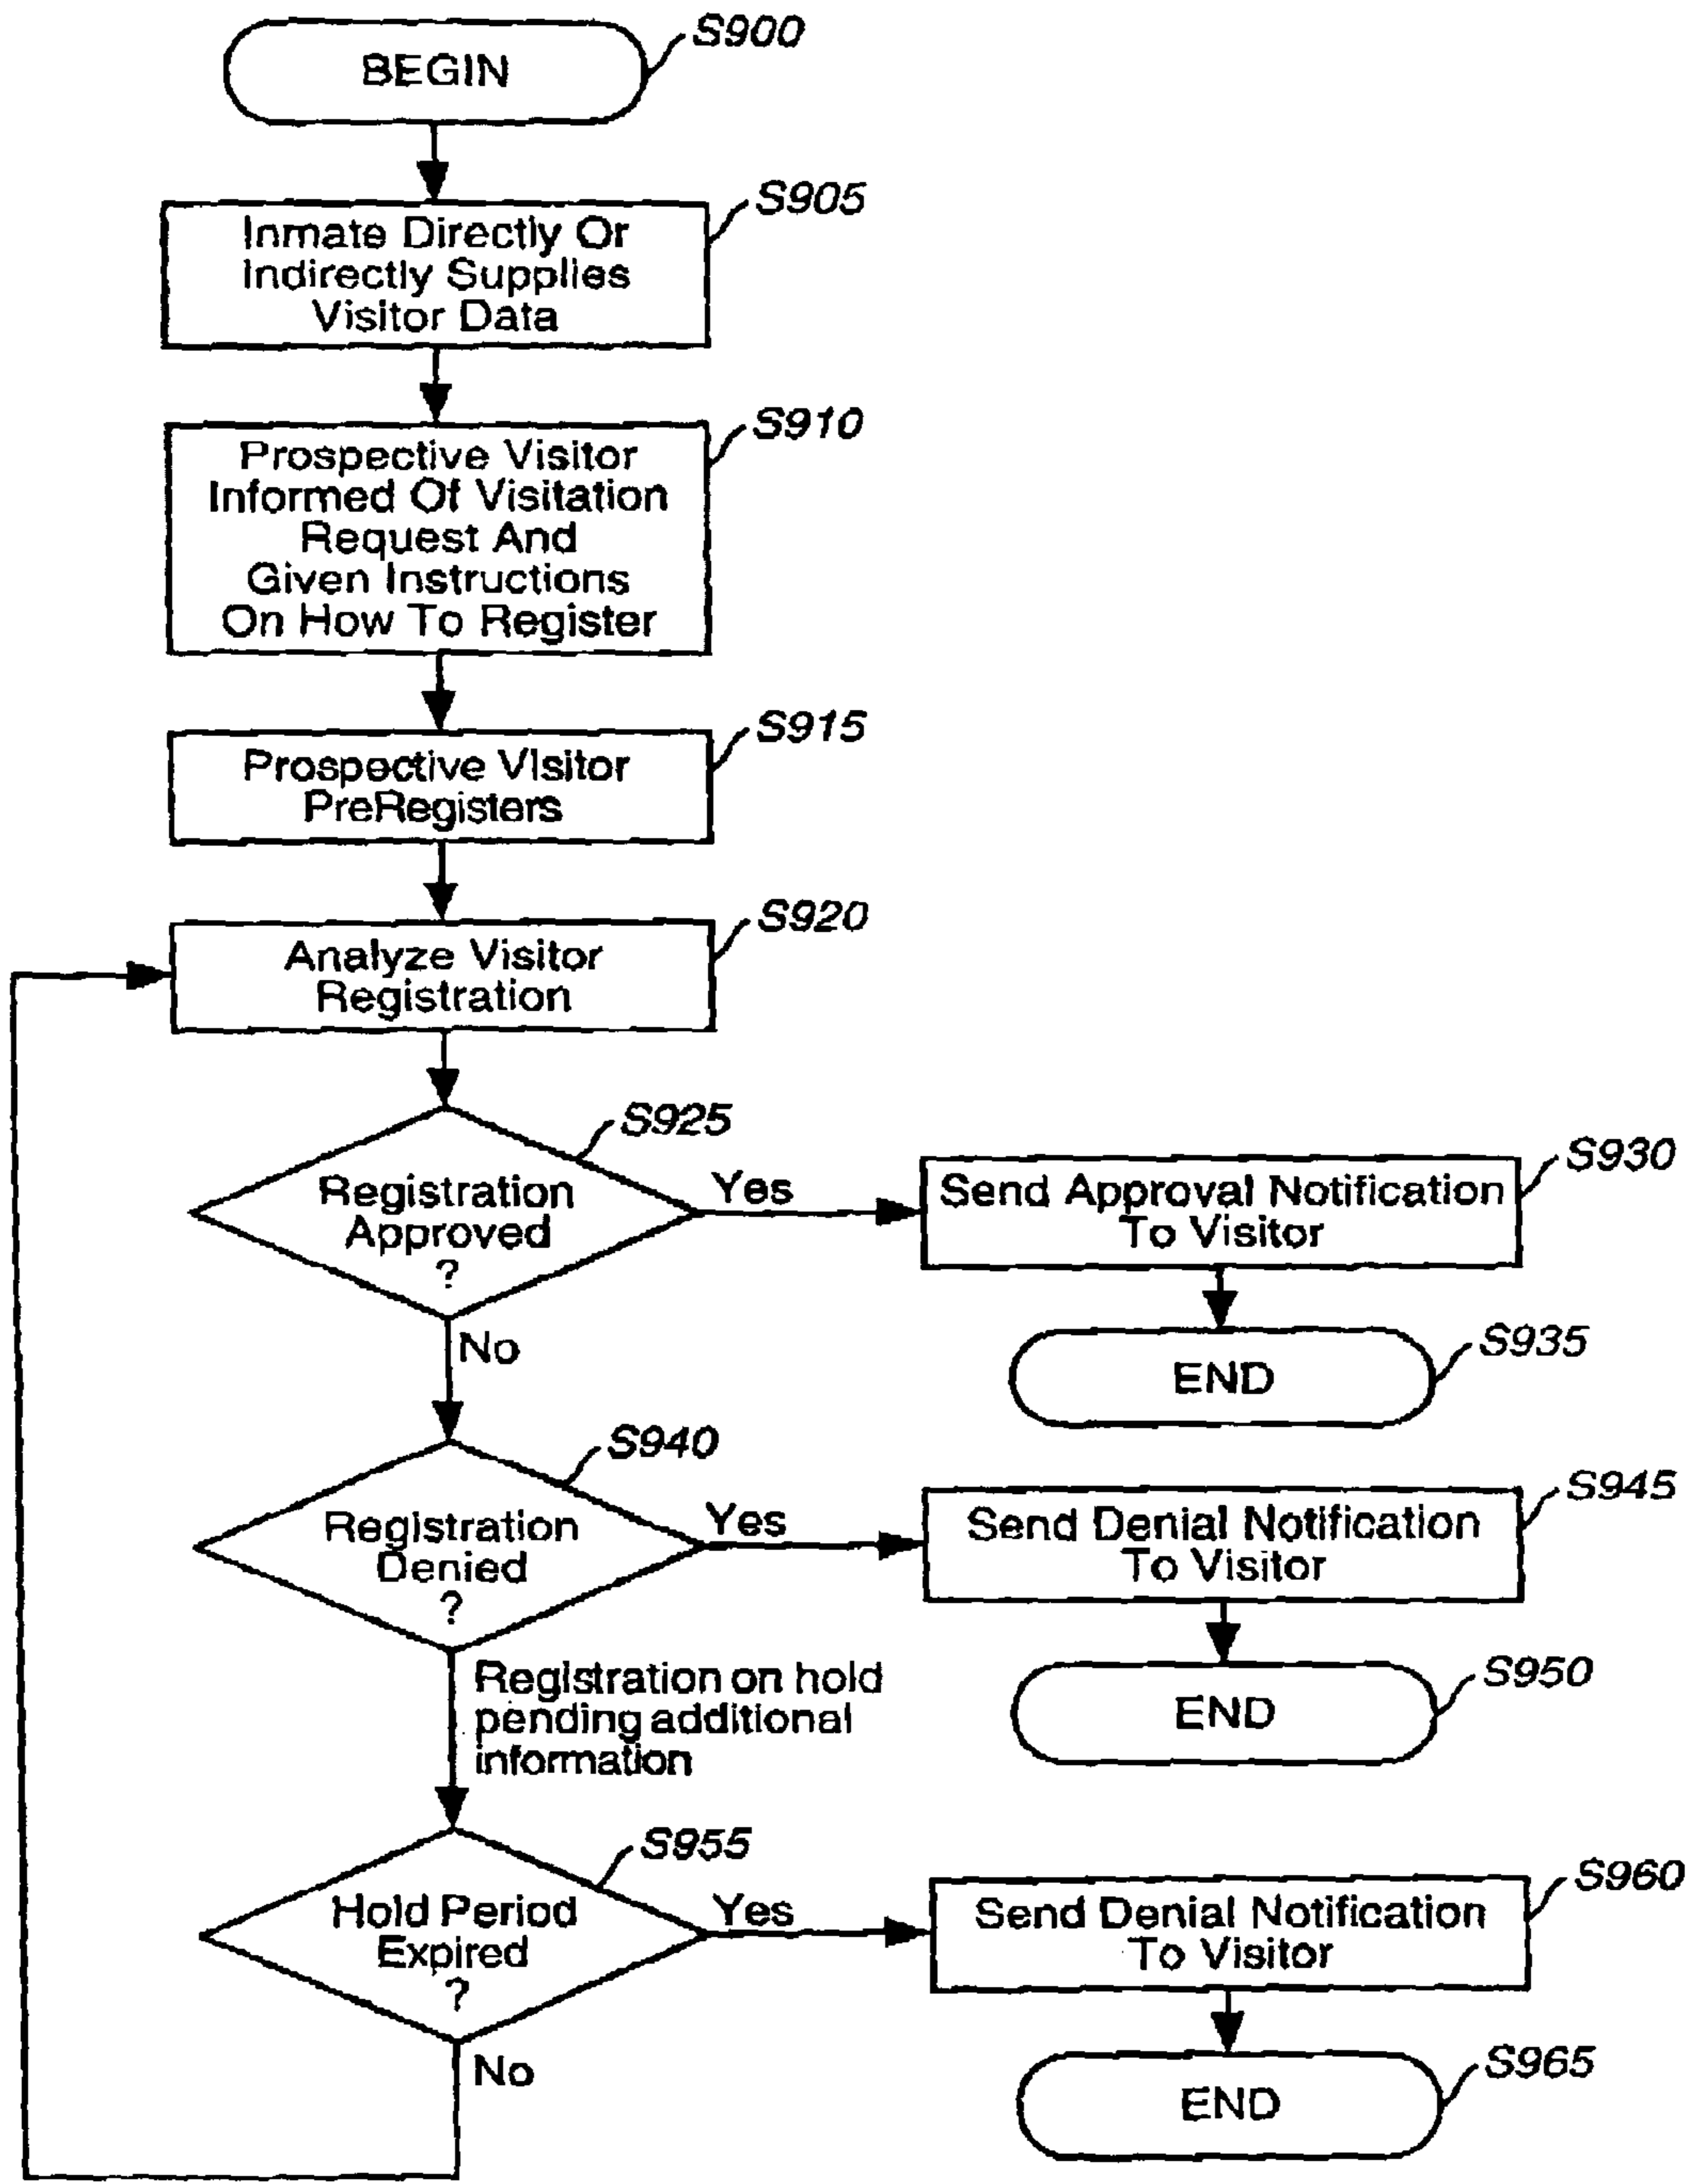 BEGIN
S900
Inmate Directly Or
Indirectly Supplies
Visitor Data
S905
Prospective Visitor
Informed Of Visitation
Request And
Given Instructions
On How To Register
S910
Prospective Visitor
PreRegisters
S915
Analyze Visitor
Registration
S920
Registration
Approved
?
S925
Yes
Send Approval Notification
To Visitor
S930
END
S935
No
Registration
Denied
?
S940
Yes
Send Denial Notification
To Visitor
S945
END
S950
Registration on hold
pending additional
information
Hold Period
Expired
?
S955
Yes
Send Denial Notification
To Visitor
S960
END
S965
No